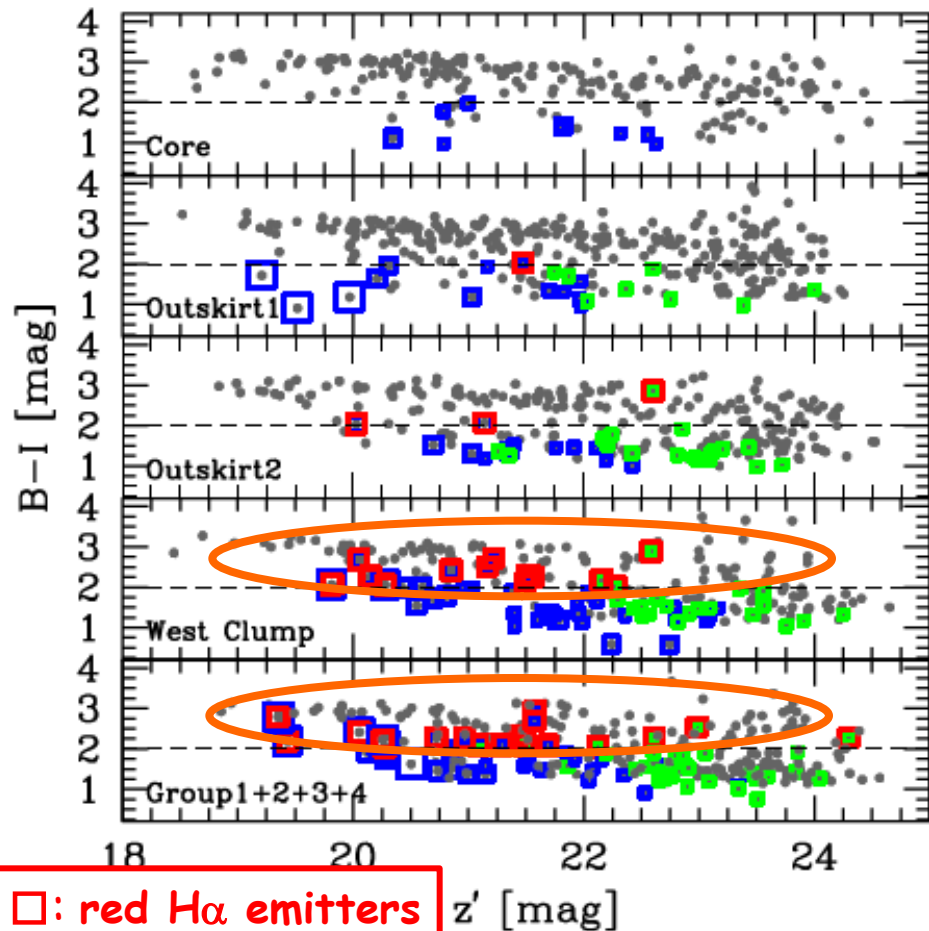 4
3
2
1
Core
4
3
2
1
Outskirt1
4
3
2
1
Outskirt2
4
3
2
1
West Clump
4
3
2
1
Group1+2+3+4
B-I [mag]
18 20 22 24
z' [mag]
□: red Hα emitters